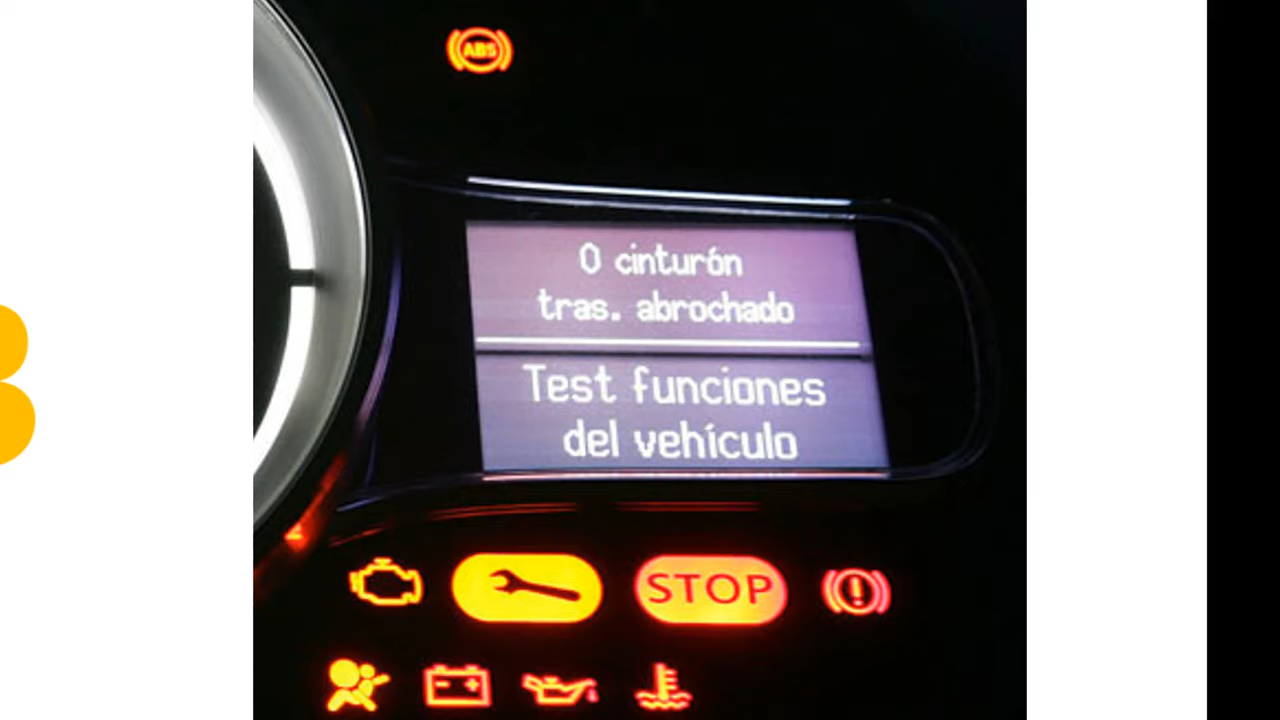 ABS
0 cinturón
tras. abrochado
Test funciones
del vehículo
STOP